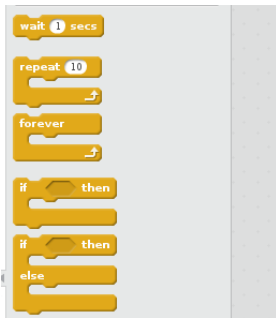 wait 1 secs
repeat 10
forever
if then
if then
else